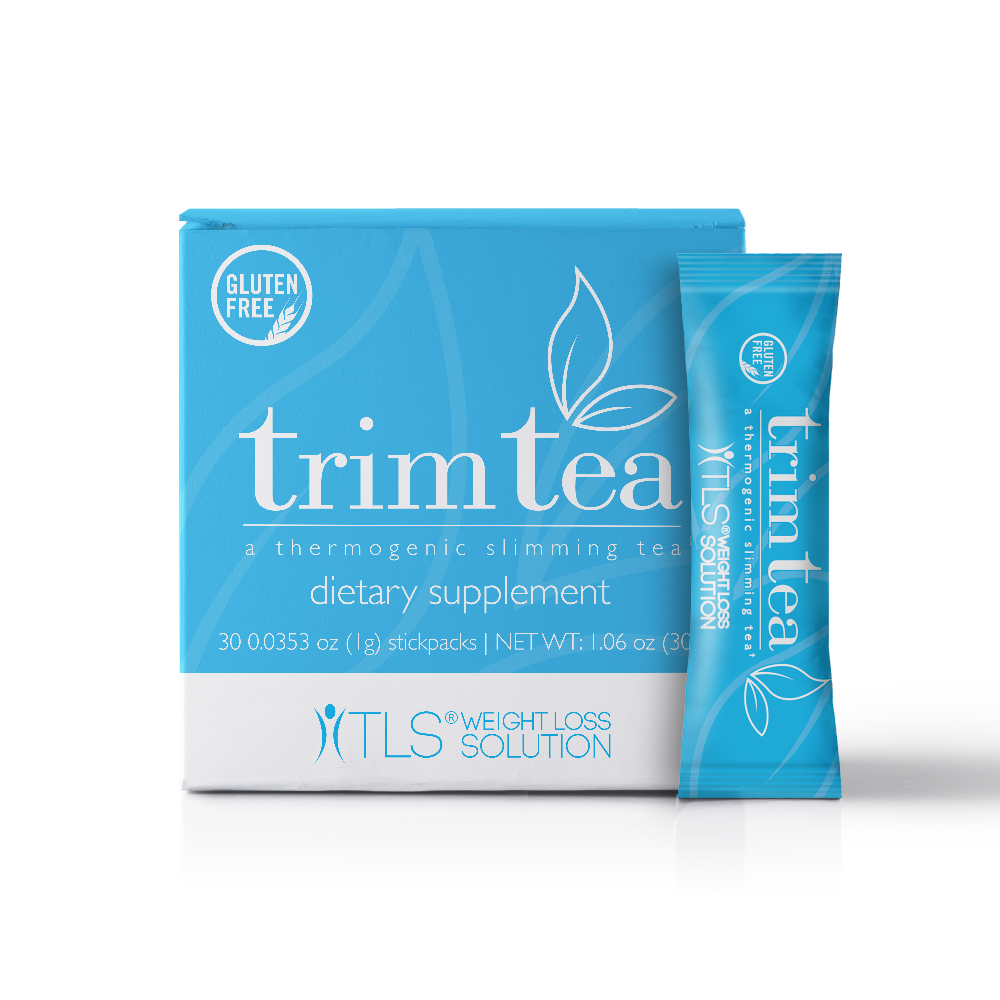 GLUTEN
FREE
trim tea
a thermogenic slimming tea†
dietary supplement
30 0.0353 oz (1g) stickpacks | NET WT: 1.06 oz (30
TLS® WEIGHT LOSS
SOLUTION
GLUTEN
FREE
trim tea
a thermogenic slimming tea†
TLS® WEIGHT LOSS
SOLUTION